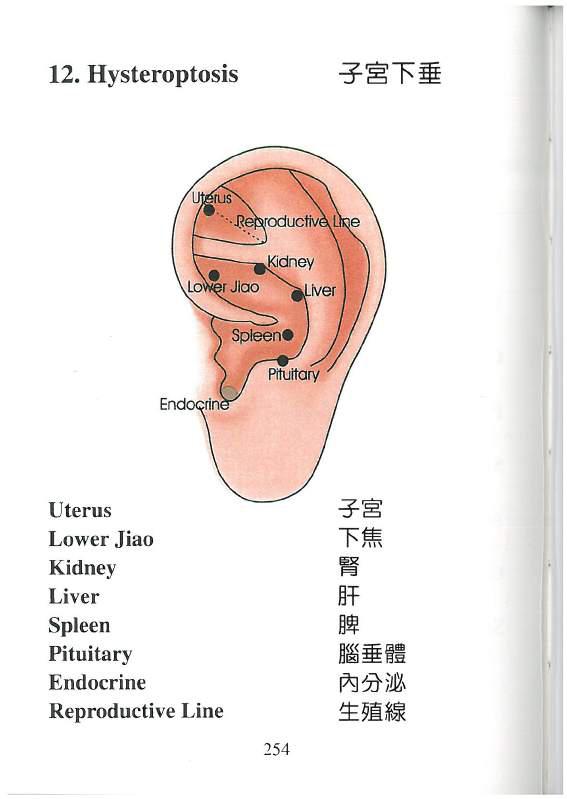 12. Hysteroptosis 子宮下垂
Uterus
Reproductive Line
Kidney
Lower Jiao
Liver
Spleen
Pituitary
Endocrine
Uterus 子宮
Lower Jiao 下焦
Kidney 腎
Liver 肝
Spleen 脾
Pituitary 腦垂體
Endocrine 內分泌
Reproductive Line 生殖線
254